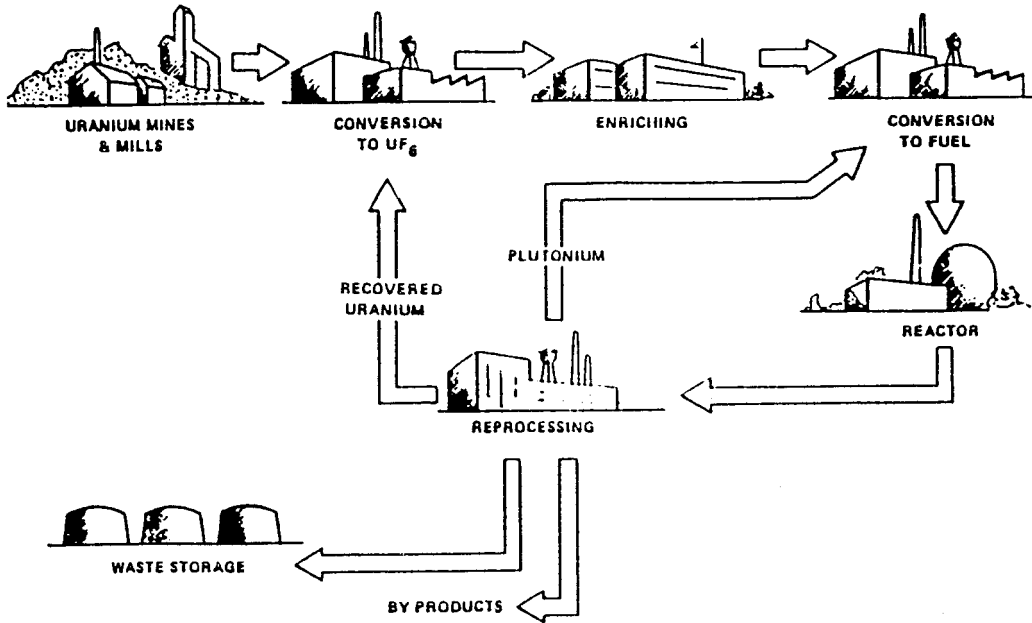 URANIUM MINES
& MILLS
CONVERSION
TO UF6
ENRICHING
CONVERSION
TO FUEL
PLUTONIUM
RECOVERED
URANIUM
REACTOR
REPROCESSING
WASTE STORAGE
BY PRODUCTS